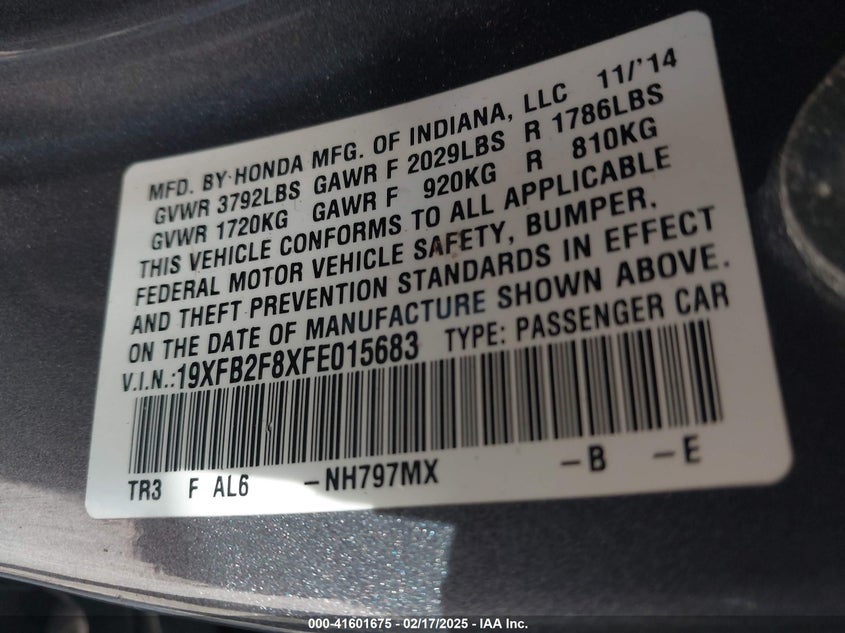 MFD. BY HONDA MFG. OF INDIANA, LLC 11/'14
GVWR 3792LBS GAWR F 2029LBS R 1786LBS
GVWR 1720KG GAWR F 920KG R 810KG
THIS VEHICLE CONFORMS TO ALL APPLICABLE
FEDERAL MOTOR VEHICLE SAFETY, BUMPER,
AND THEFT PREVENTION STANDARDS IN EFFECT
ON THE DATE OF MANUFACTURE SHOWN ABOVE.
V.I.N.:19XFB2F8XFE015683 TYPE: PASSENGER CAR
TR3 F AL6 -NH797MX -B -E
000-41601675 - 02/17/2025 - IAA Inc.